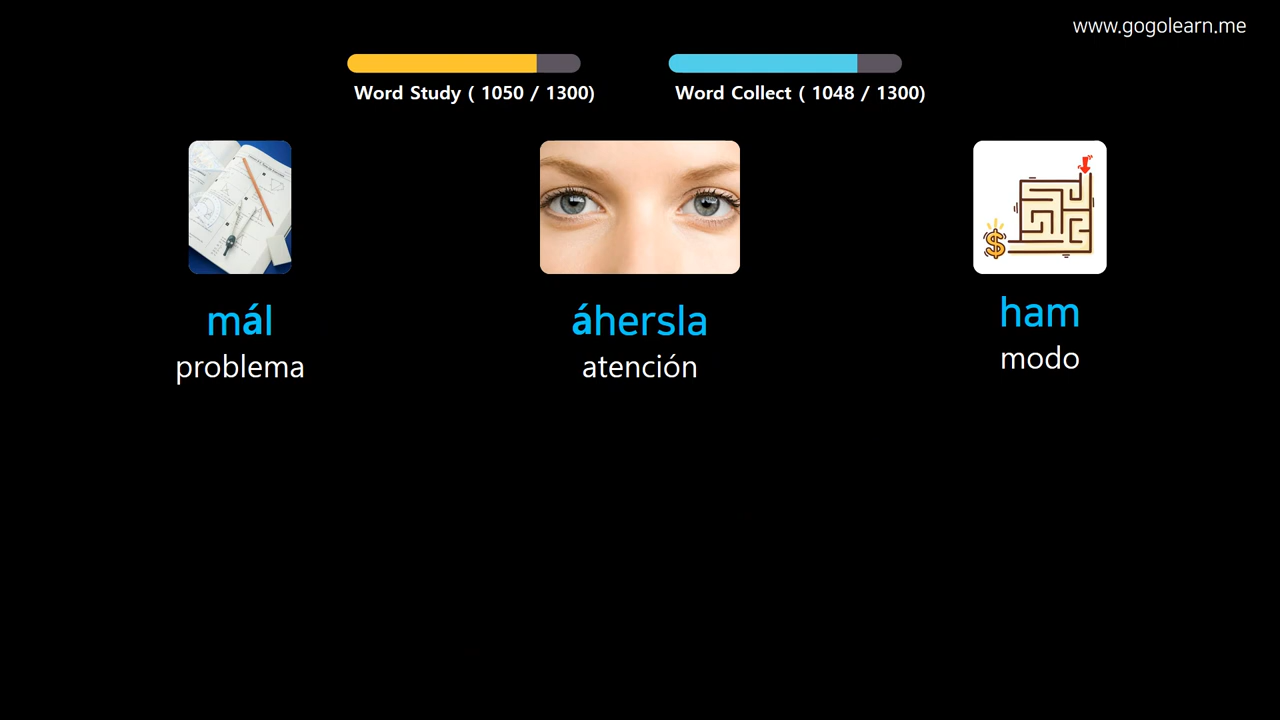 www.gogolearn.me
Word Study ( 1050 / 1300)
Word Collect ( 1048 / 1300)
mál
áhersla
ham
problema
atención
modo